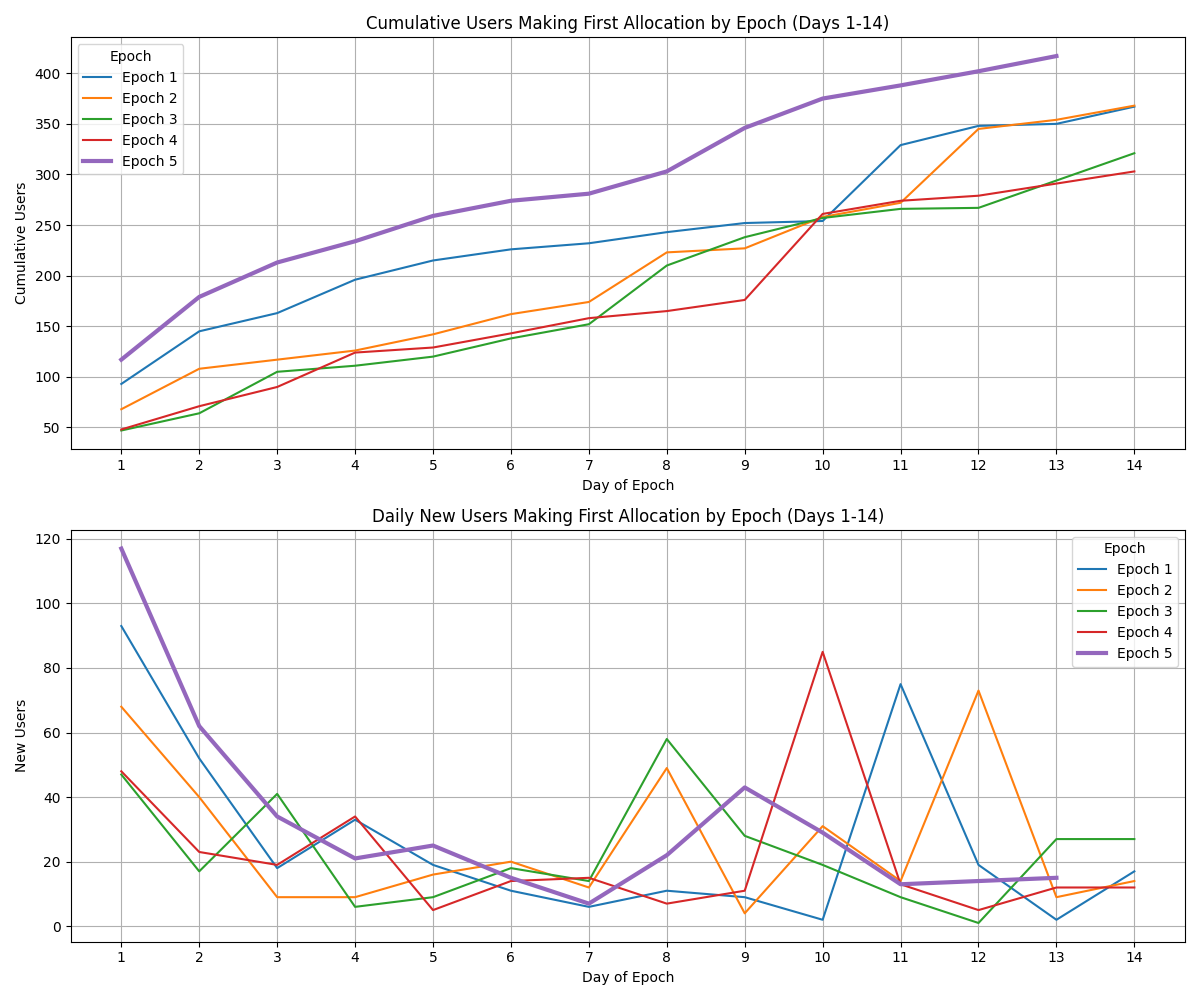 Cumulative Users Making First Allocation by Epoch (Days 1-14)
Epoch
Epoch 1
Epoch 2
Epoch 3
Epoch 4
Epoch 5
Cumulative Users
400
350
300
250
200
150
100
50
1 2 3 4 5 6 7 8 9 10 11 12 13 14
Day of Epoch
Daily New Users Making First Allocation by Epoch (Days 1-14)
Epoch
Epoch 1
Epoch 2
Epoch 3
Epoch 4
Epoch 5
New Users
120
100
80
60
40
20
0
1 2 3 4 5 6 7 8 9 10 11 12 13 14
Day of Epoch